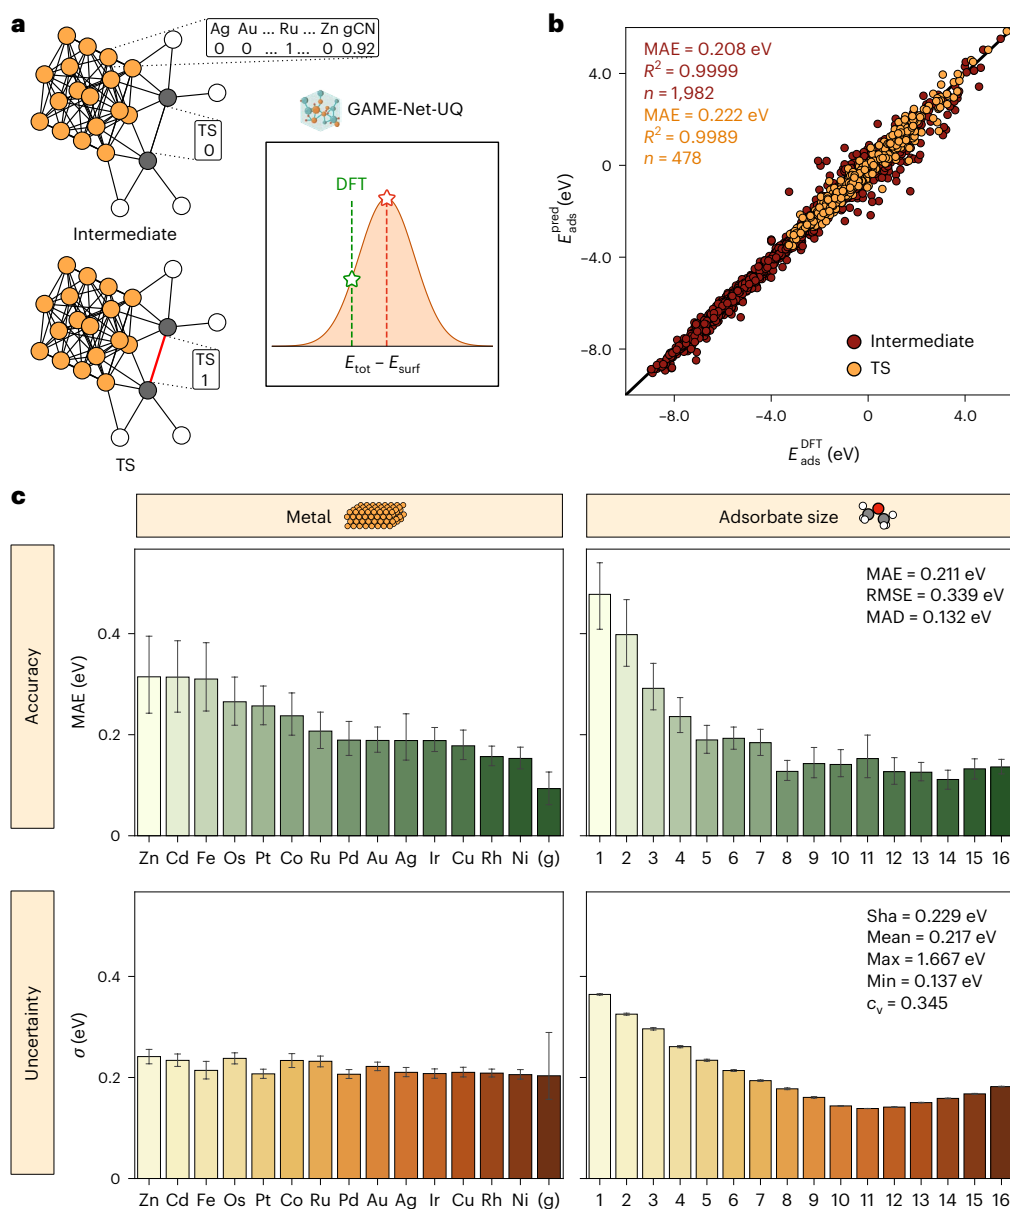 a
Ag Au ... Ru ... Zn gCN
0 0 ... 1 ... 0 0.92
TS
0
Intermediate
TS
1
TS
GAME-Net-UQ
DFT
E_tot − E_surf
b
MAE = 0.208 eV
R² = 0.9999
n = 1,982
MAE = 0.222 eV
R² = 0.9989
n = 478
4.0
0
−4.0
−8.0
E_ads^pred (eV)
Intermediate
TS
−8.0 −4.0 0 4.0
E_ads^DFT (eV)
c
Metal
Adsorbate size
Accuracy
MAE (eV)
0.4
0.2
0
MAE = 0.211 eV
RMSE = 0.339 eV
MAD = 0.132 eV
Zn Cd Fe Os Pt Co Ru Pd Au Ag Ir Cu Rh Ni (g)
1 2 3 4 5 6 7 8 9 10 11 12 13 14 15 16
Uncertainty
σ (eV)
0.4
0.2
0
Sha = 0.229 eV
Mean = 0.217 eV
Max = 1.667 eV
Min = 0.137 eV
c_v = 0.345
Zn Cd Fe Os Pt Co Ru Pd Au Ag Ir Cu Rh Ni (g)
1 2 3 4 5 6 7 8 9 10 11 12 13 14 15 16